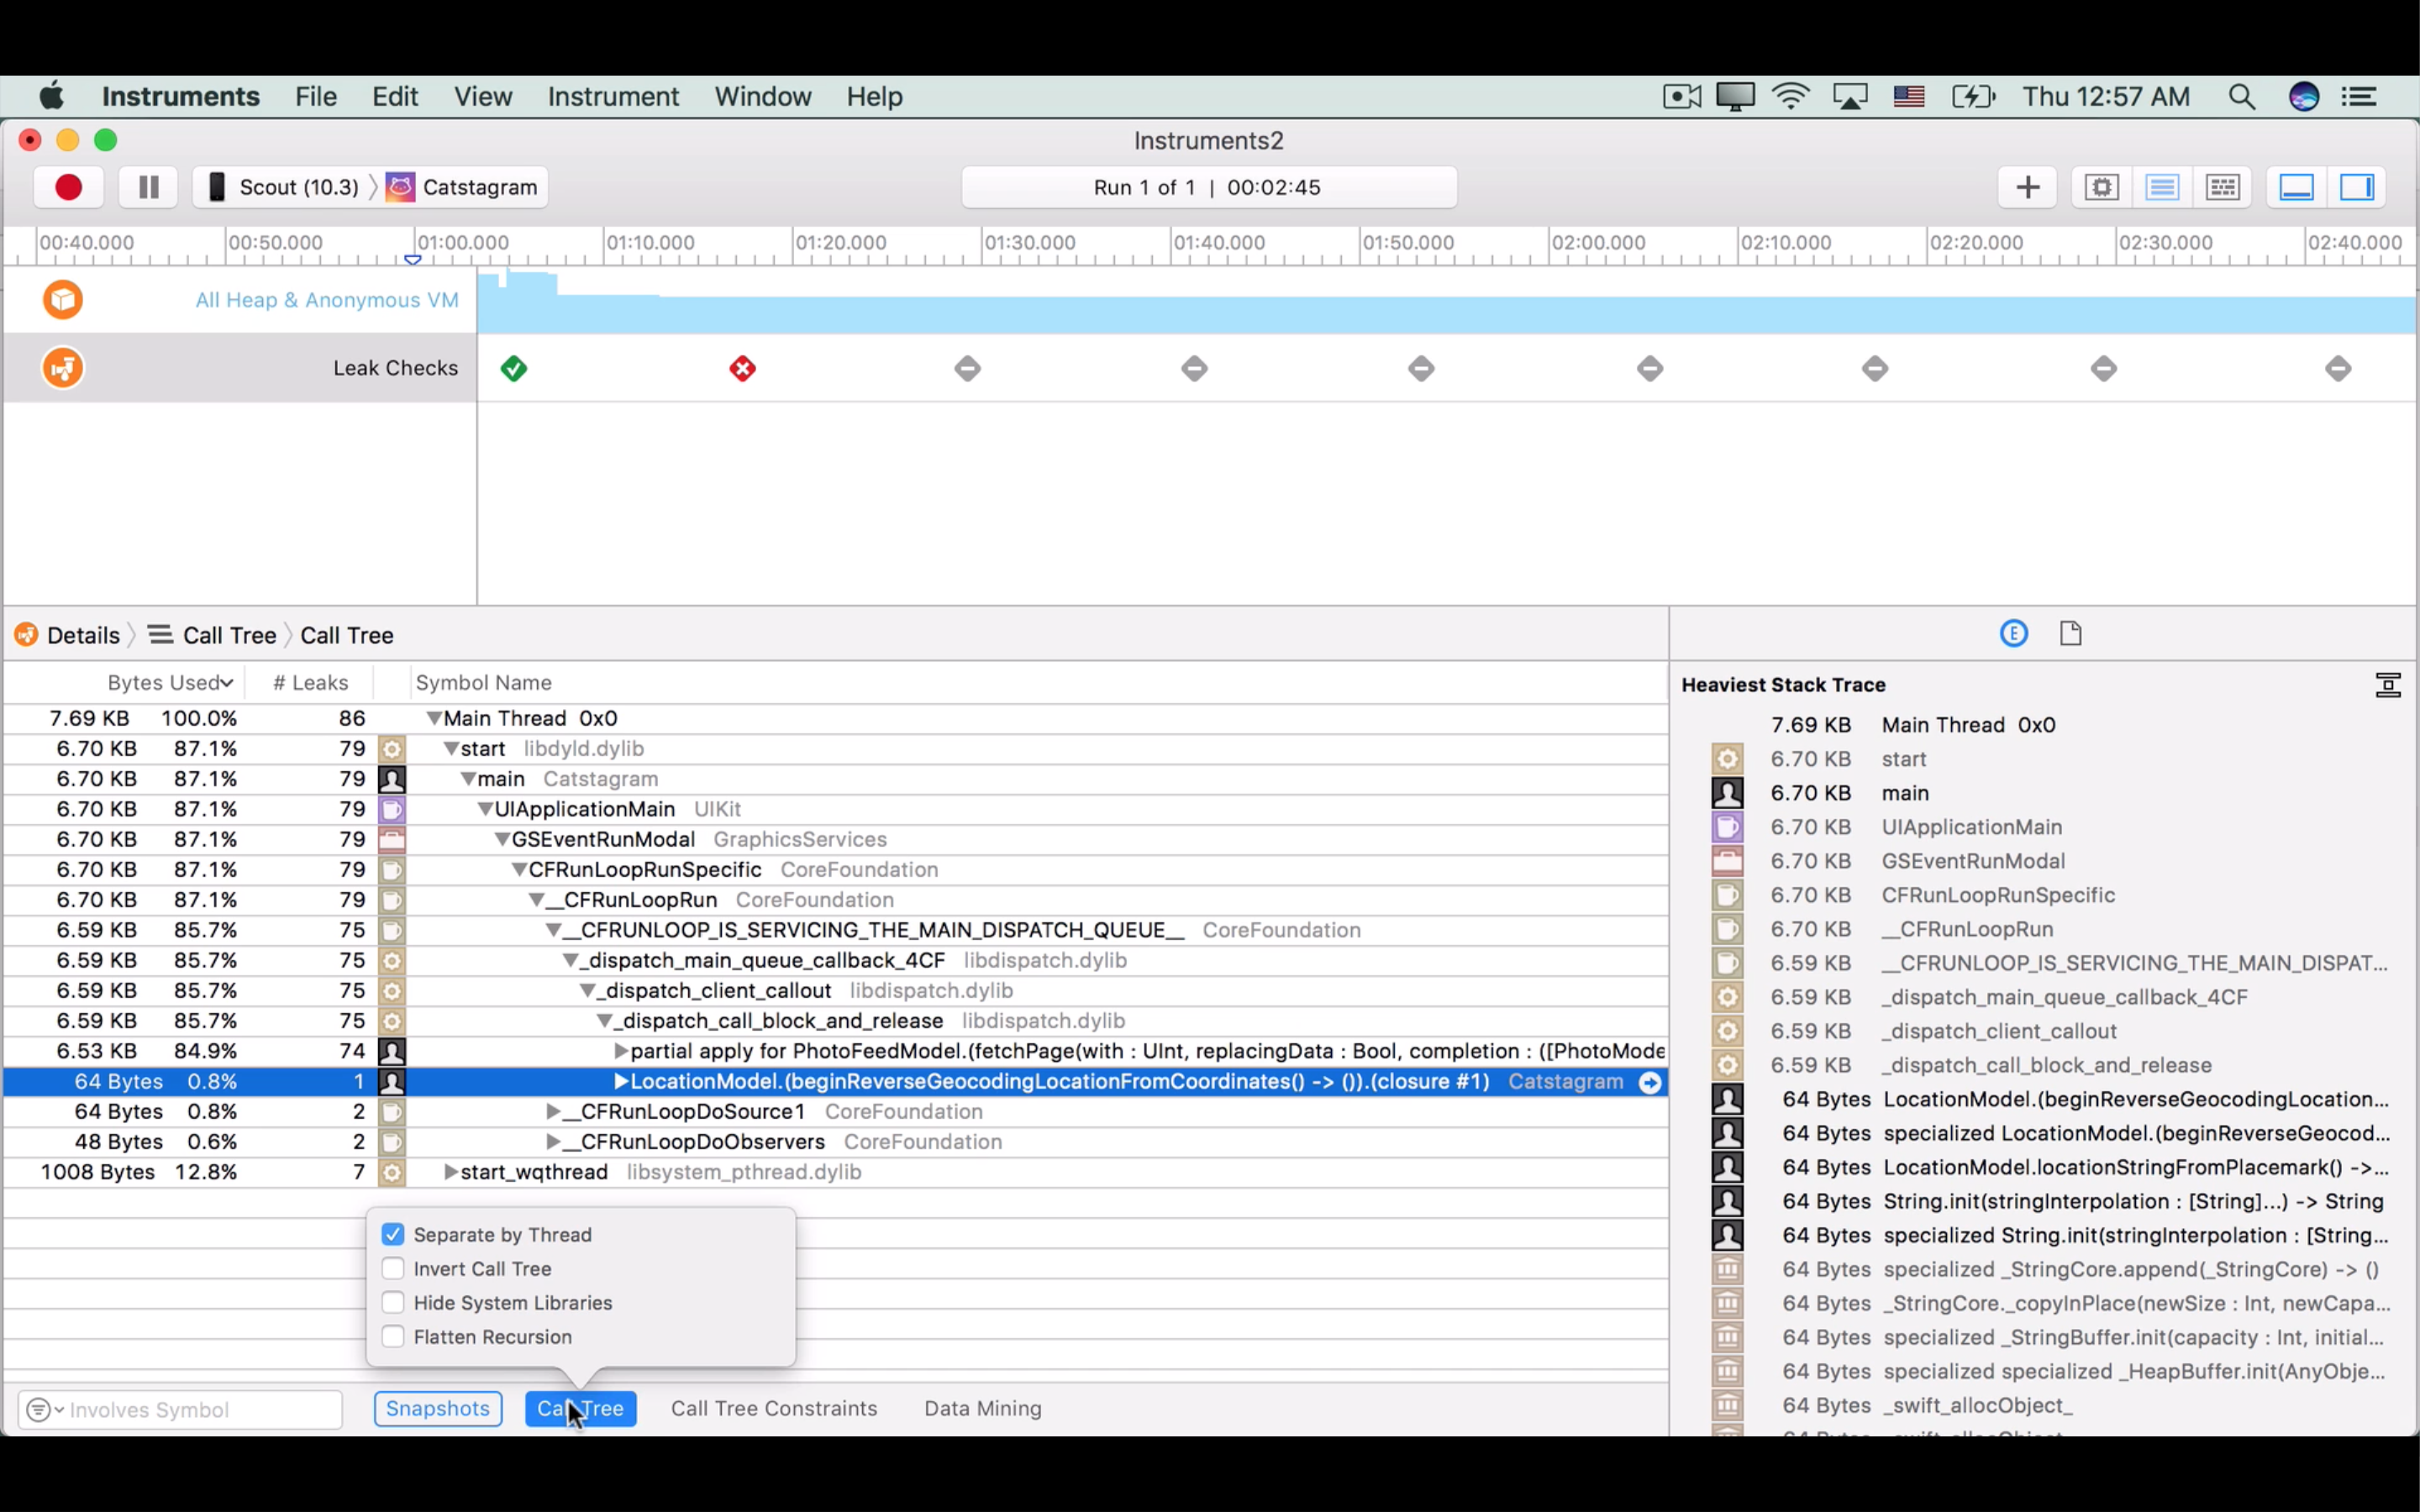 Instruments File Edit View Instrument Window Help Thu 12:57 AM
Instruments2
Scout (10.3) Catstagram Run 1 of 1 | 00:02:45
00:40.000 00:50.000 01:00.000 01:10.000 01:20.000 01:30.000 01:40.000 01:50.000 02:00.000 02:10.000 02:20.000 02:30.000 02:40.000
All Heap & Anonymous VM
Leak Checks
Details Call Tree Call Tree
Bytes Used # Leaks Symbol Name
7.69 KB 100.0% 86 Main Thread 0x0
6.70 KB 87.1% 79 start libdyld.dylib
6.70 KB 87.1% 79 main Catstagram
6.70 KB 87.1% 79 UIApplicationMain UIKit
6.70 KB 87.1% 79 GSEventRunModal GraphicsServices
6.70 KB 87.1% 79 CFRunLoopRunSpecific CoreFoundation
6.70 KB 87.1% 79 __CFRunLoopRun CoreFoundation
6.59 KB 85.7% 75 __CFRUNLOOP_IS_SERVICING_THE_MAIN_DISPATCH_QUEUE__ CoreFoundation
6.59 KB 85.7% 75 _dispatch_main_queue_callback_4CF libdispatch.dylib
6.59 KB 85.7% 75 _dispatch_client_callout libdispatch.dylib
6.59 KB 85.7% 75 _dispatch_call_block_and_release libdispatch.dylib
6.53 KB 84.9% 74 partial apply for PhotoFeedModel.(fetchPage(with : UInt, replacingData : Bool, completion : ([PhotoMode
64 Bytes 0.8% 1 LocationModel.(beginReverseGeocodingLocationFromCoordinates() -> ()).(closure #1) Catstagram
64 Bytes 0.8% 2 __CFRunLoopDoSource1 CoreFoundation
48 Bytes 0.6% 2 __CFRunLoopDoObservers CoreFoundation
1008 Bytes 12.8% 7 start_wqthread libsystem_pthread.dylib
Separate by Thread
Invert Call Tree
Hide System Libraries
Flatten Recursion
Involves Symbol Snapshots Call Tree Call Tree Constraints Data Mining
E
Heaviest Stack Trace
7.69 KB Main Thread 0x0
6.70 KB start
6.70 KB main
6.70 KB UIApplicationMain
6.70 KB GSEventRunModal
6.70 KB CFRunLoopRunSpecific
6.70 KB __CFRunLoopRun
6.59 KB __CFRUNLOOP_IS_SERVICING_THE_MAIN_DISPAT...
6.59 KB _dispatch_main_queue_callback_4CF
6.59 KB _dispatch_client_callout
6.59 KB _dispatch_call_block_and_release
64 Bytes LocationModel.(beginReverseGeocodingLocation...
64 Bytes specialized LocationModel.(beginReverseGeocod...
64 Bytes LocationModel.locationStringFromPlacemark() ->...
64 Bytes String.init(stringInterpolation : [String]...) -> String
64 Bytes specialized String.init(stringInterpolation : [String...
64 Bytes specialized _StringCore.append(_StringCore) -> ()
64 Bytes _StringCore._copyInPlace(newSize : Int, newCapa...
64 Bytes specialized _StringBuffer.init(capacity : Int, initial...
64 Bytes specialized specialized _HeapBuffer.init(AnyObje...
64 Bytes _swift_allocObject_